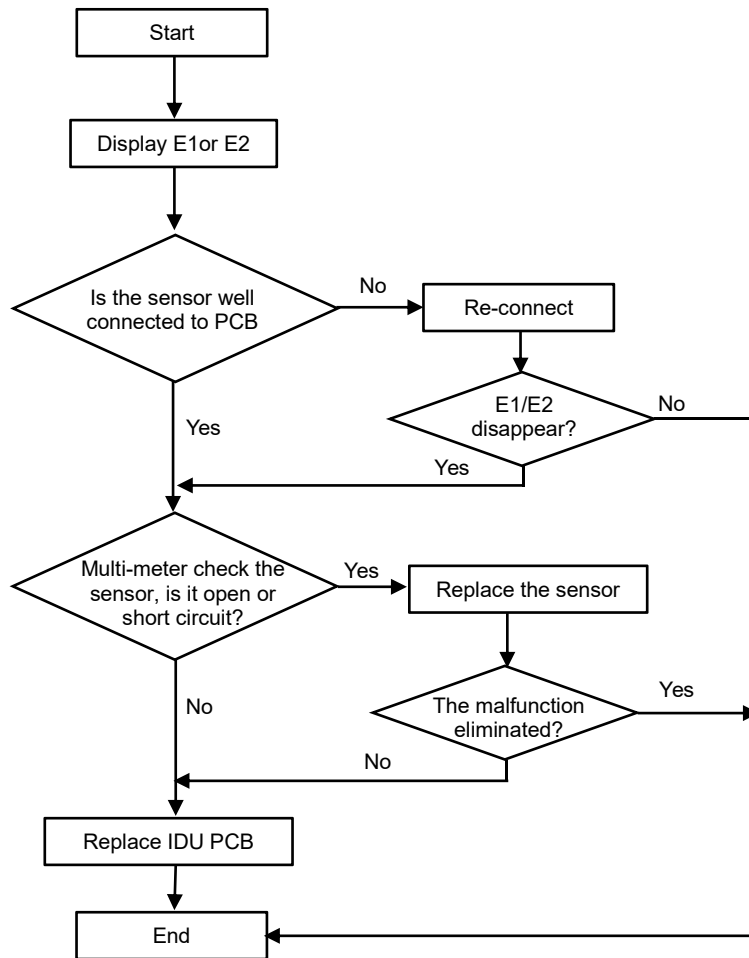 Start
Display E1or E2
Is the sensor well
connected to PCB
No
Re-connect
E1/E2
disappear?
No
Yes
Yes
Multi-meter check the
sensor, is it open or
short circuit?
Yes
Replace the sensor
The malfunction
eliminated?
Yes
No
No
Replace IDU PCB
End